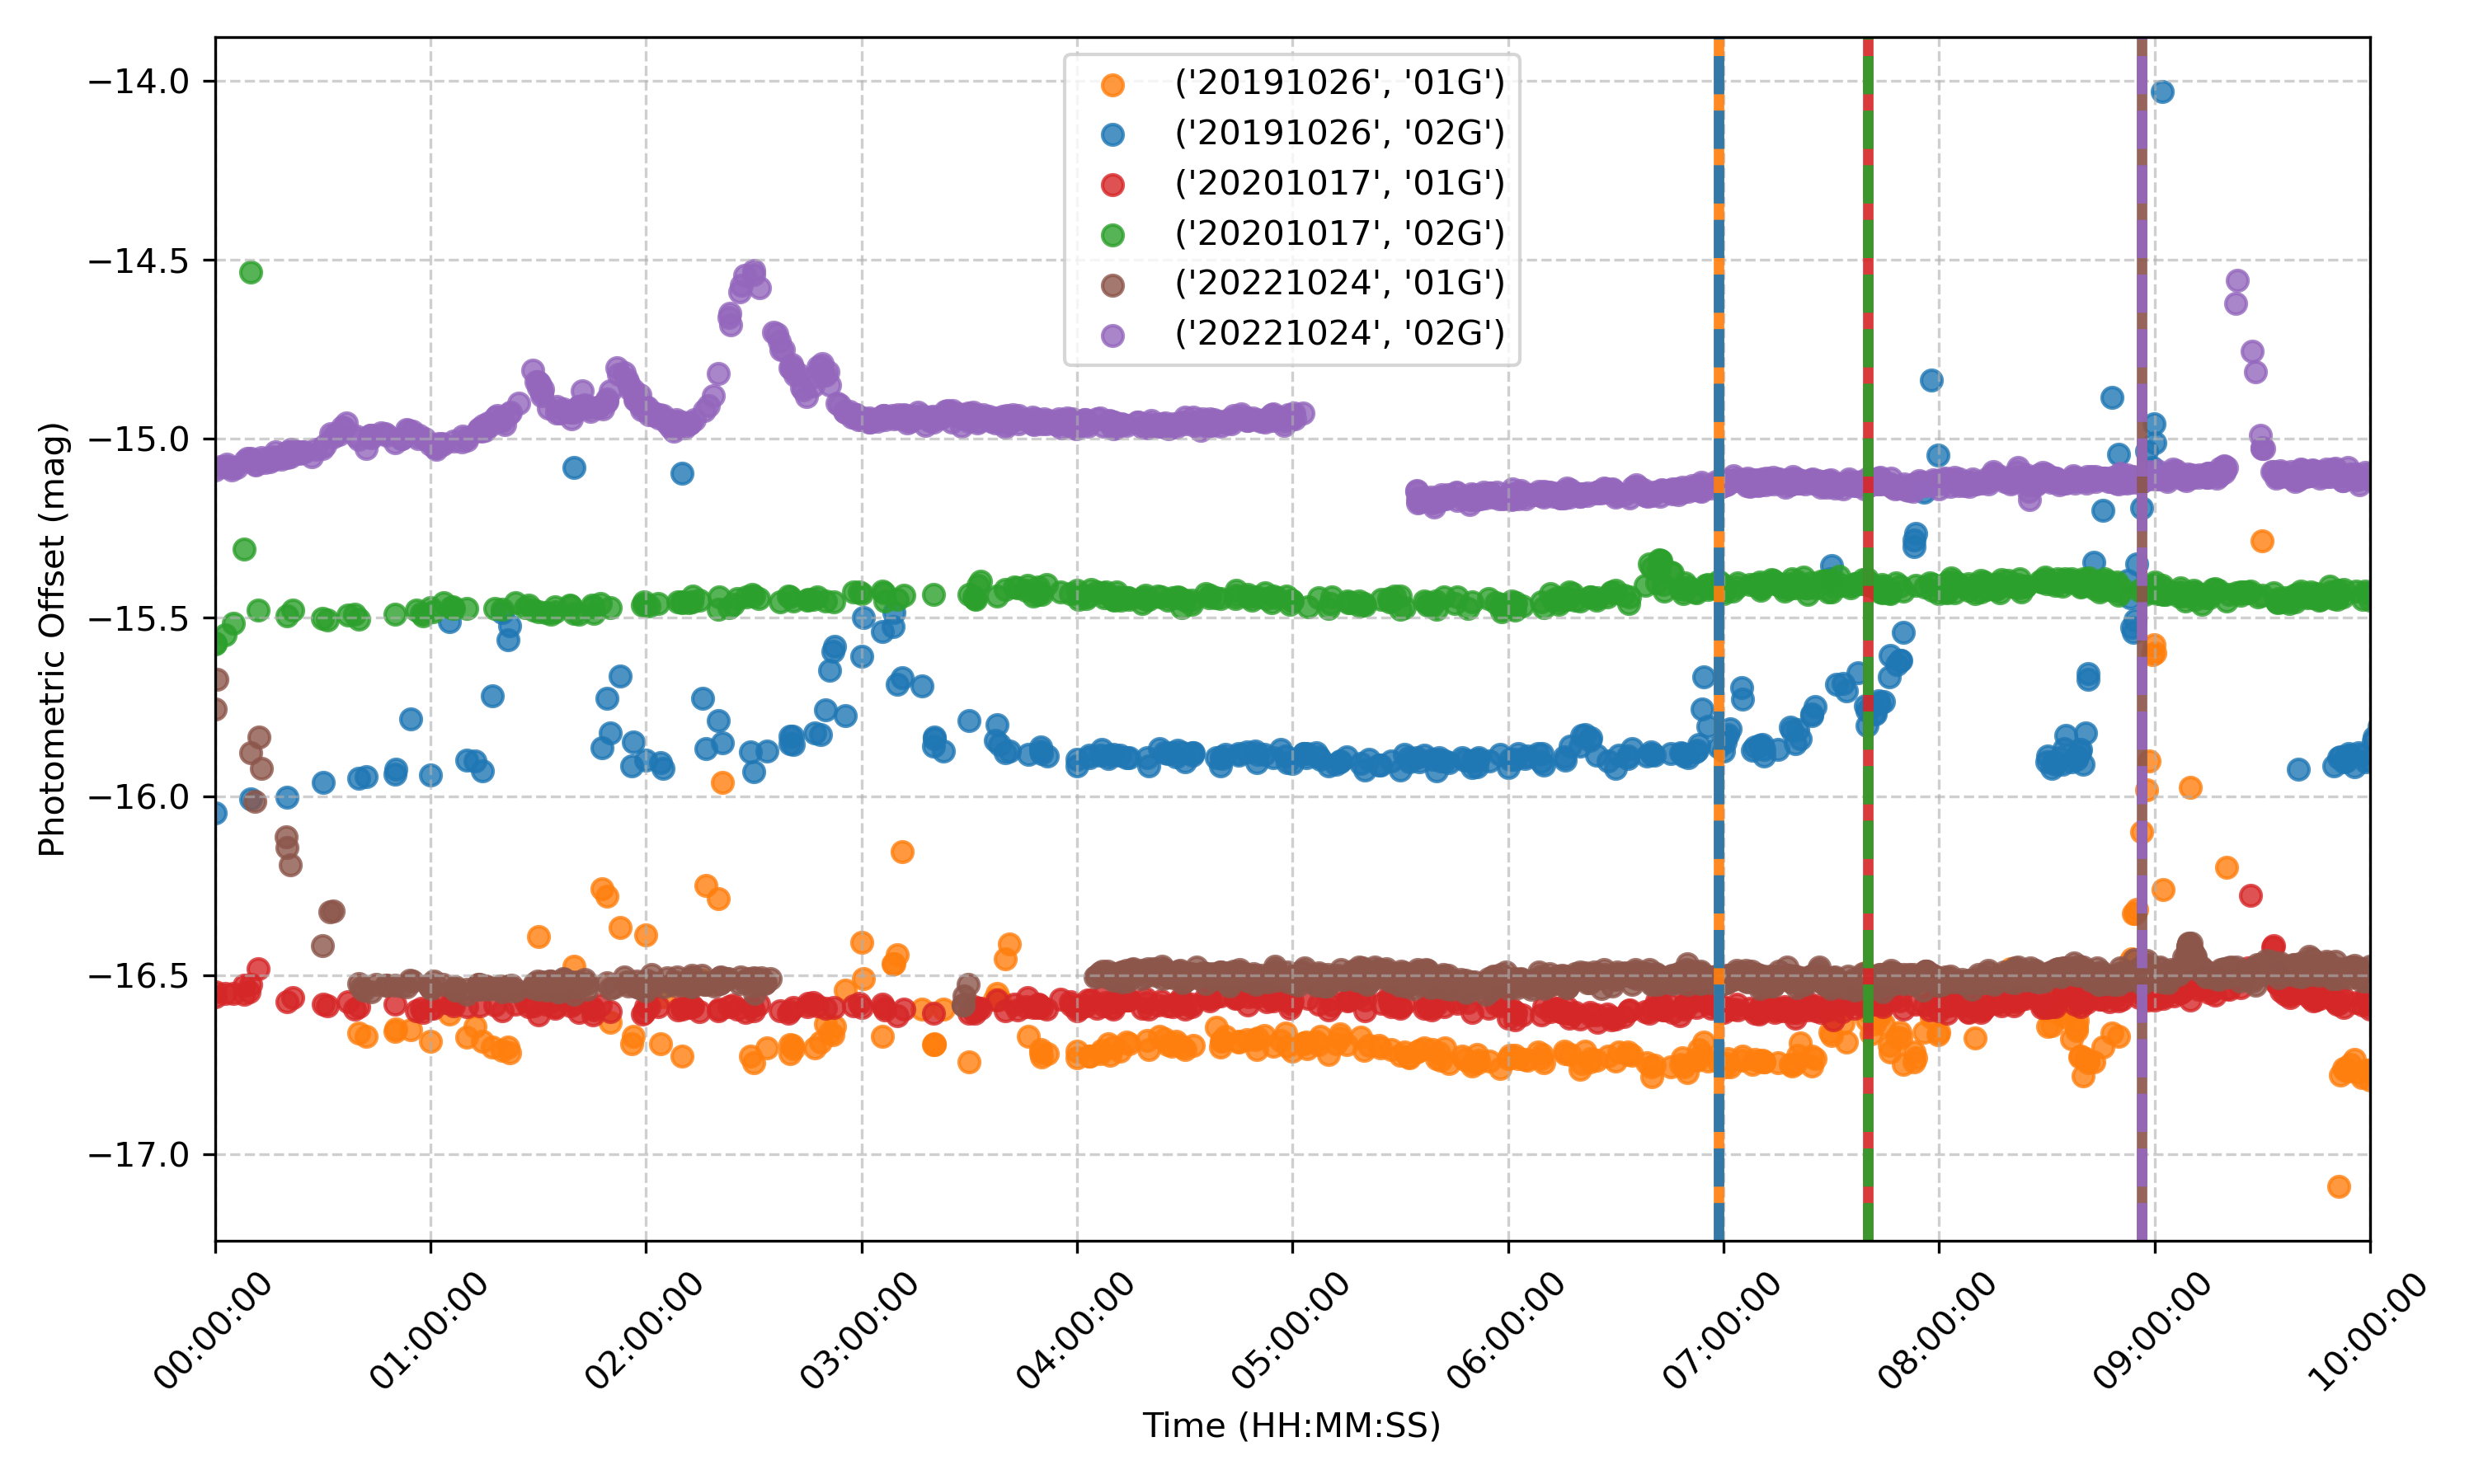 −14.0
−14.5
−15.0
−15.5
−16.0
−16.5
−17.0
Photometric Offset (mag)
('20191026', '01G')
('20191026', '02G')
('20201017', '01G')
('20201017', '02G')
('20221024', '01G')
('20221024', '02G')
00:00:00
01:00:00
02:00:00
03:00:00
04:00:00
05:00:00
06:00:00
07:00:00
08:00:00
09:00:00
10:00:00
Time (HH:MM:SS)